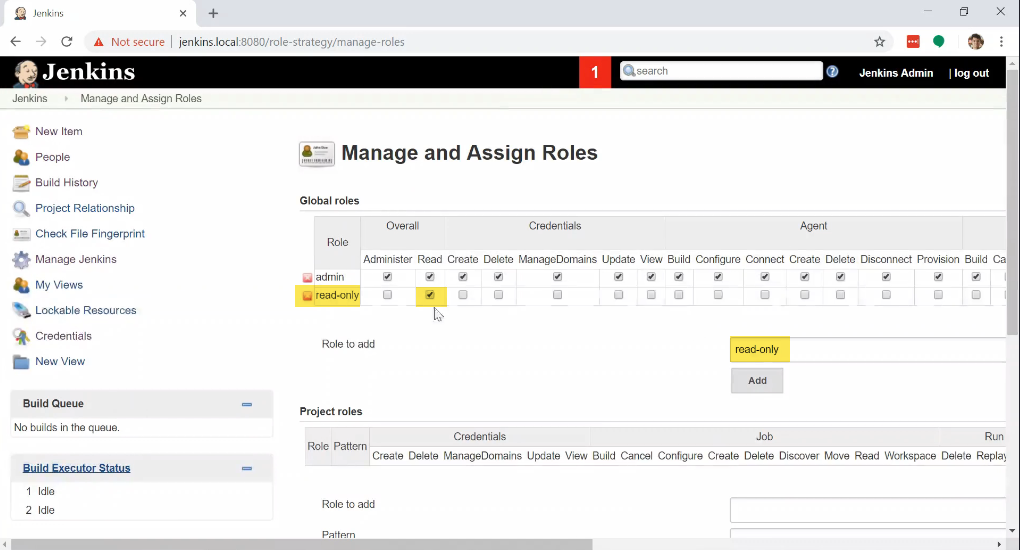 Jenkins
Not secure | jenkins.local:8080/role-strategy/manage-roles
Jenkins 1 search Jenkins Admin | log out
Jenkins Manage and Assign Roles
New Item
People
Build History
Project Relationship
Check File Fingerprint
Manage Jenkins
My Views
Lockable Resources
Credentials
New View
Build Queue
No builds in the queue.
Build Executor Status
1 Idle
2 Idle
Manage and Assign Roles
Global roles
Role Overall Credentials Agent
Administer Read Create Delete ManageDomains Update View Build Configure Connect Create Delete Disconnect Provision Build Ca
admin
read-only
Role to add read-only
Add
Project roles
Role Pattern Credentials Job Run
Create Delete ManageDomains Update View Build Cancel Configure Create Delete Discover Move Read Workspace Delete Replay
Role to add
Pattern